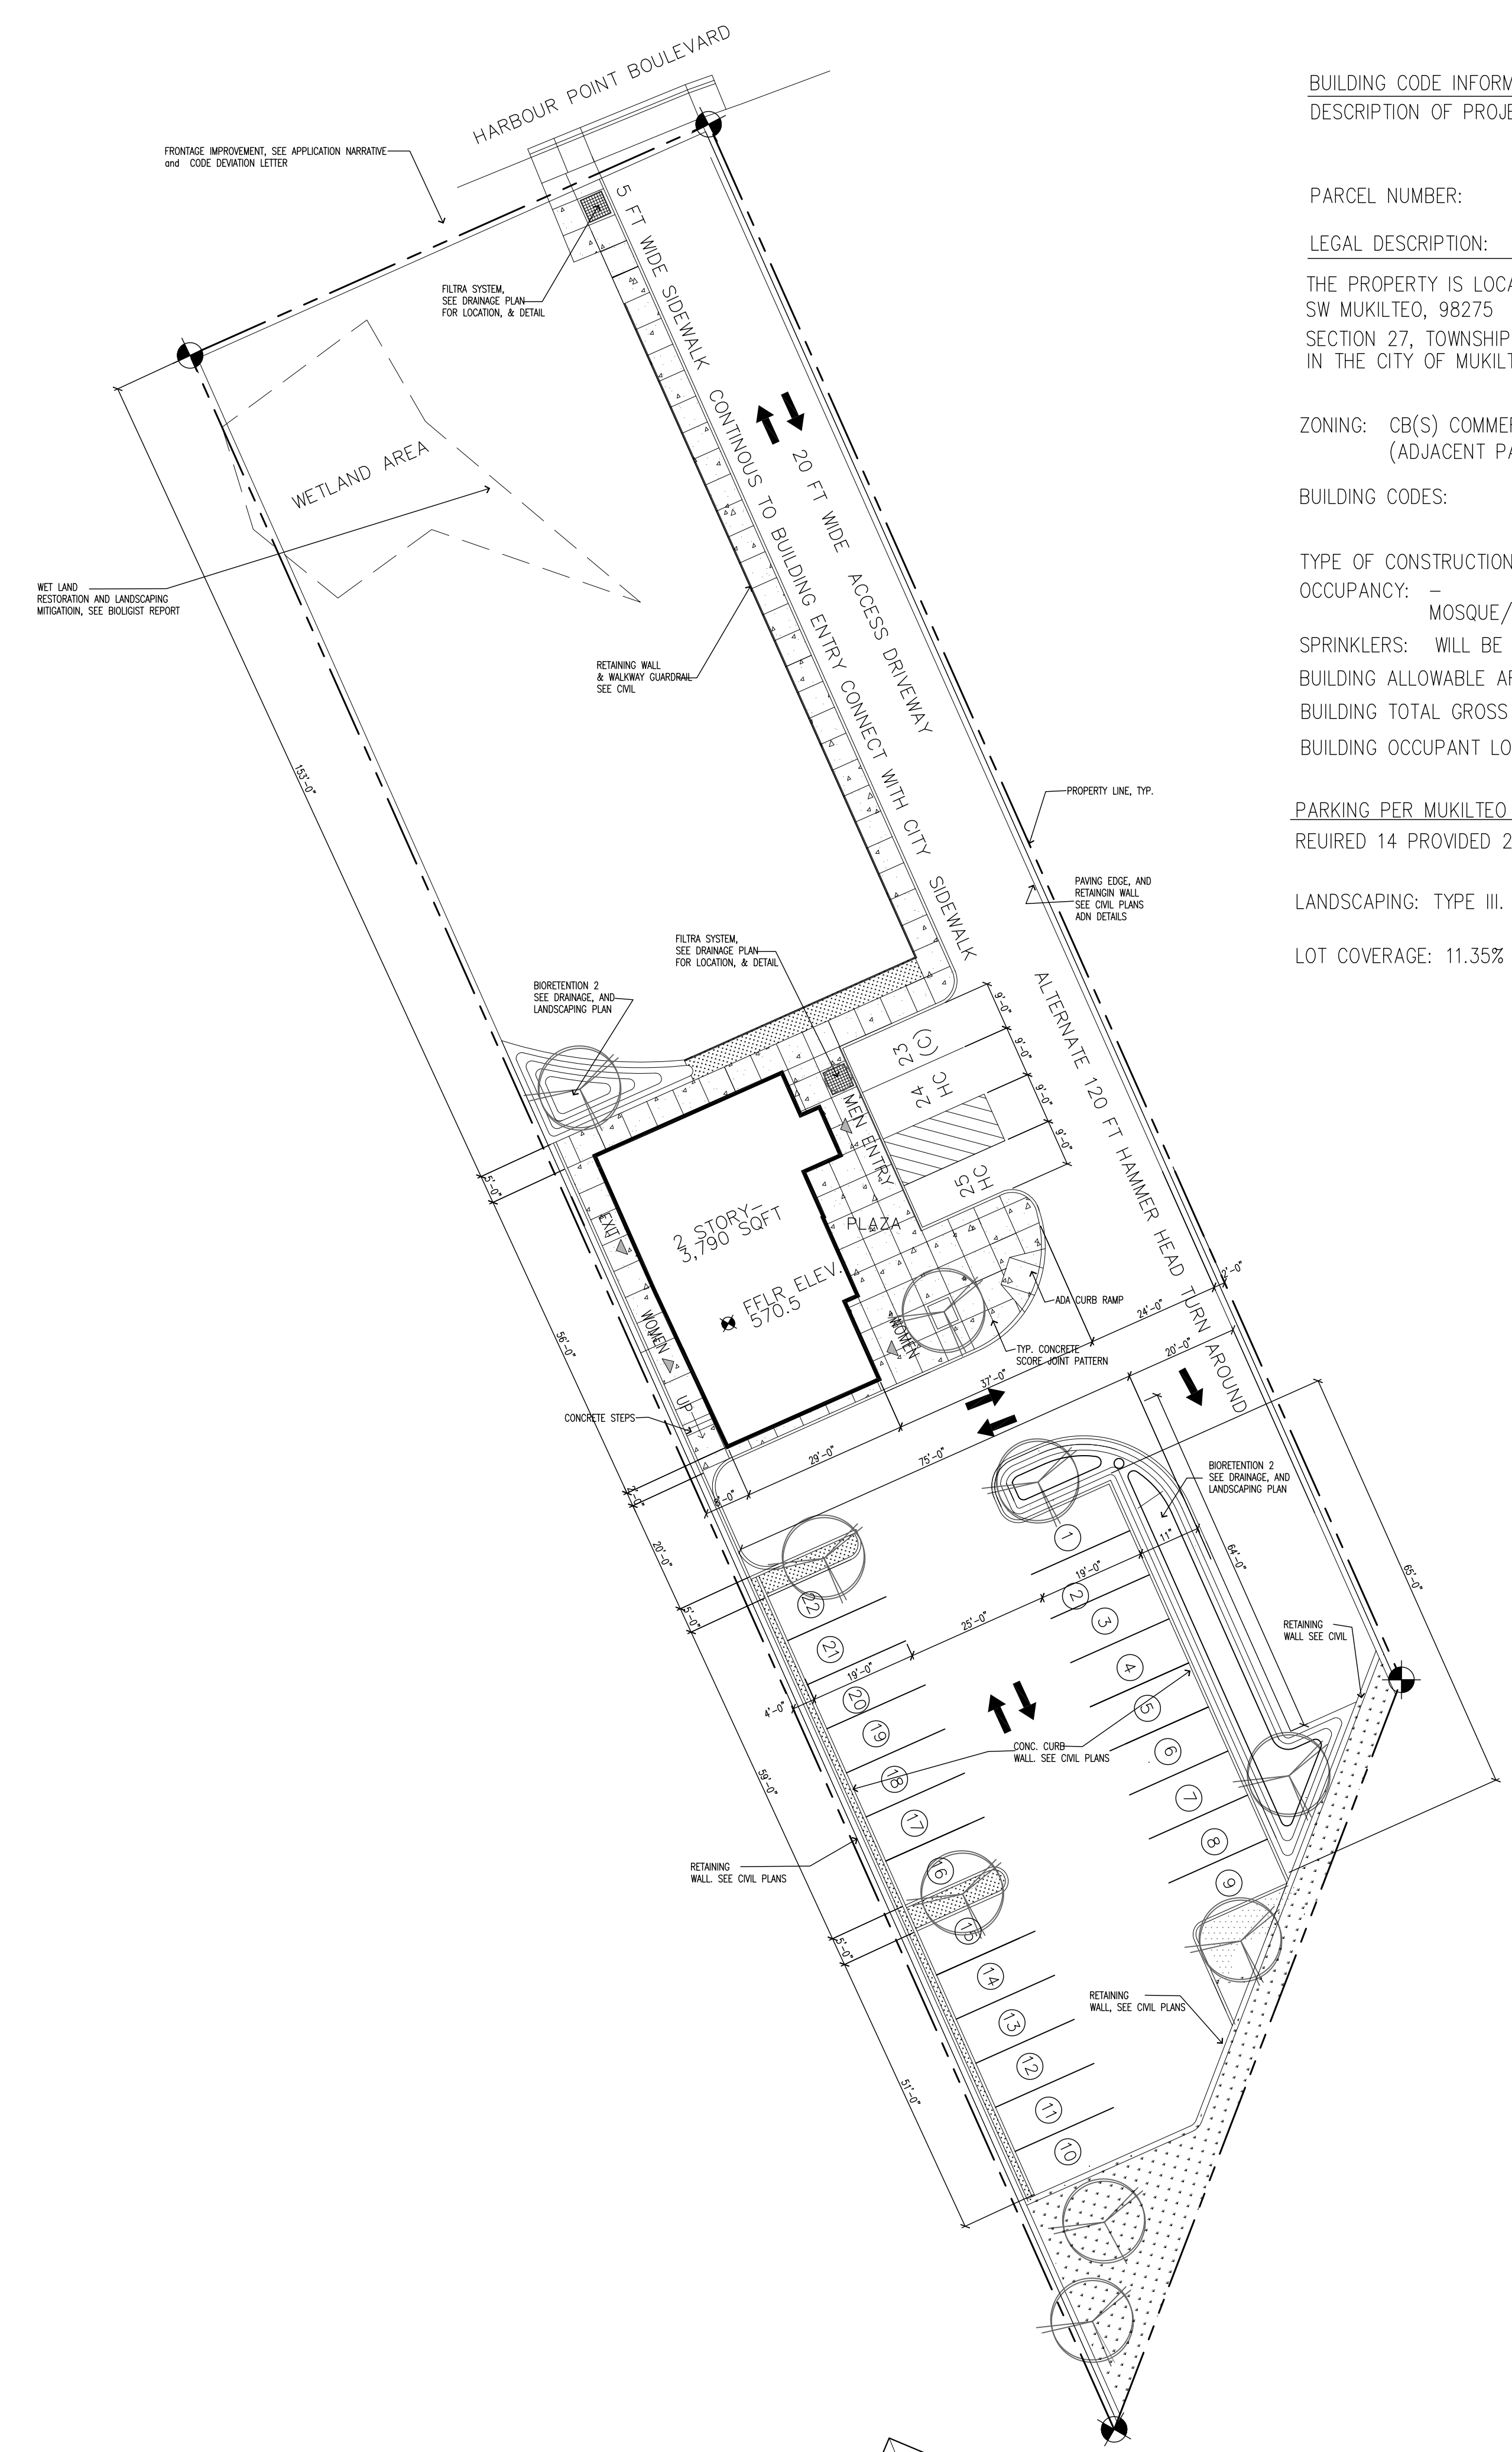 HARBOUR POINT BOULEVARD
FRONTAGE IMPROVEMENT, SEE APPLICATION NARRATIVE
and CODE DEVIATION LETTER
FILTRA SYSTEM,
SEE DRAINAGE PLAN
FOR LOCATION, & DETAIL
5 FT WIDE SIDEWALK CONTINOUS TO BUILDING ENTRY CONNECT WITH CITY SIDEWALK
20 FT WIDE ACCESS DRIVEWAY
WETLAND AREA
WET LAND
RESTORATION AND LANDSCAPING
MITIGATIOIN, SEE BIOLIGIST REPORT
RETAINING WALL
& WALKWAY GUARDRAIL
SEE CIVIL
153'-0"
PROPERTY LINE, TYP.
PAVING EDGE, AND
RETAINGIN WALL
SEE CIVIL PLANS
ADN DETAILS
FILTRA SYSTEM,
SEE DRAINAGE PLAN
FOR LOCATION, & DETAIL
BIORETENTION 2
SEE DRAINAGE, AND
LANDSCAPING PLAN
ALTERNATE 120 FT HAMMER HEAD TURN AROUND
9'-0"
9'-0"
9'-0"
9'-0"
(C)
23
HC
24
HC
25
MEN ENTRY
PLAZA
5'-0"
EXIT
2 STORY-
3,790 SQFT
FFLR ELEV.
570.5
WOMEN
WOMEN
UP
56'-0"
CONCRETE STEPS
ADA CURB RAMP
TYP. CONCRETE
SCORE JOINT PATTERN
2'-0"
24'-0"
20'-0"
37'-0"
29'-0"
75'-0"
2'-0"
20'-0"
5'-0"
BIORETENTION 2
SEE DRAINAGE, AND
LANDSCAPING PLAN
11"
19'-0"
25'-0"
19'-0"
4'-0"
64'-0"
65'-0"
RETAINING
WALL SEE CIVIL
1
2
3
4
5
6
7
8
9
22
21
20
19
18
17
16
15
14
13
12
11
10
CONC. CURB
WALL. SEE CIVIL PLANS
59'-0"
RETAINING
WALL. SEE CIVIL PLANS
5'-0"
RETAINING
WALL, SEE CIVIL PLANS
51'-0"
BUILDING CODE INFORM
DESCRIPTION OF PROJE
PARCEL NUMBER:
LEGAL DESCRIPTION:
THE PROPERTY IS LOCA
SW MUKILTEO, 98275
SECTION 27, TOWNSHIP
IN THE CITY OF MUKILT
ZONING: CB(S) COMMER
(ADJACENT PA
BUILDING CODES:
TYPE OF CONSTRUCTION
OCCUPANCY: –
MOSQUE/
SPRINKLERS: WILL BE
BUILDING ALLOWABLE AR
BUILDING TOTAL GROSS
BUILDING OCCUPANT LO
PARKING PER MUKILTEO
REUIRED 14 PROVIDED 2
LANDSCAPING: TYPE III.
LOT COVERAGE: 11.35%